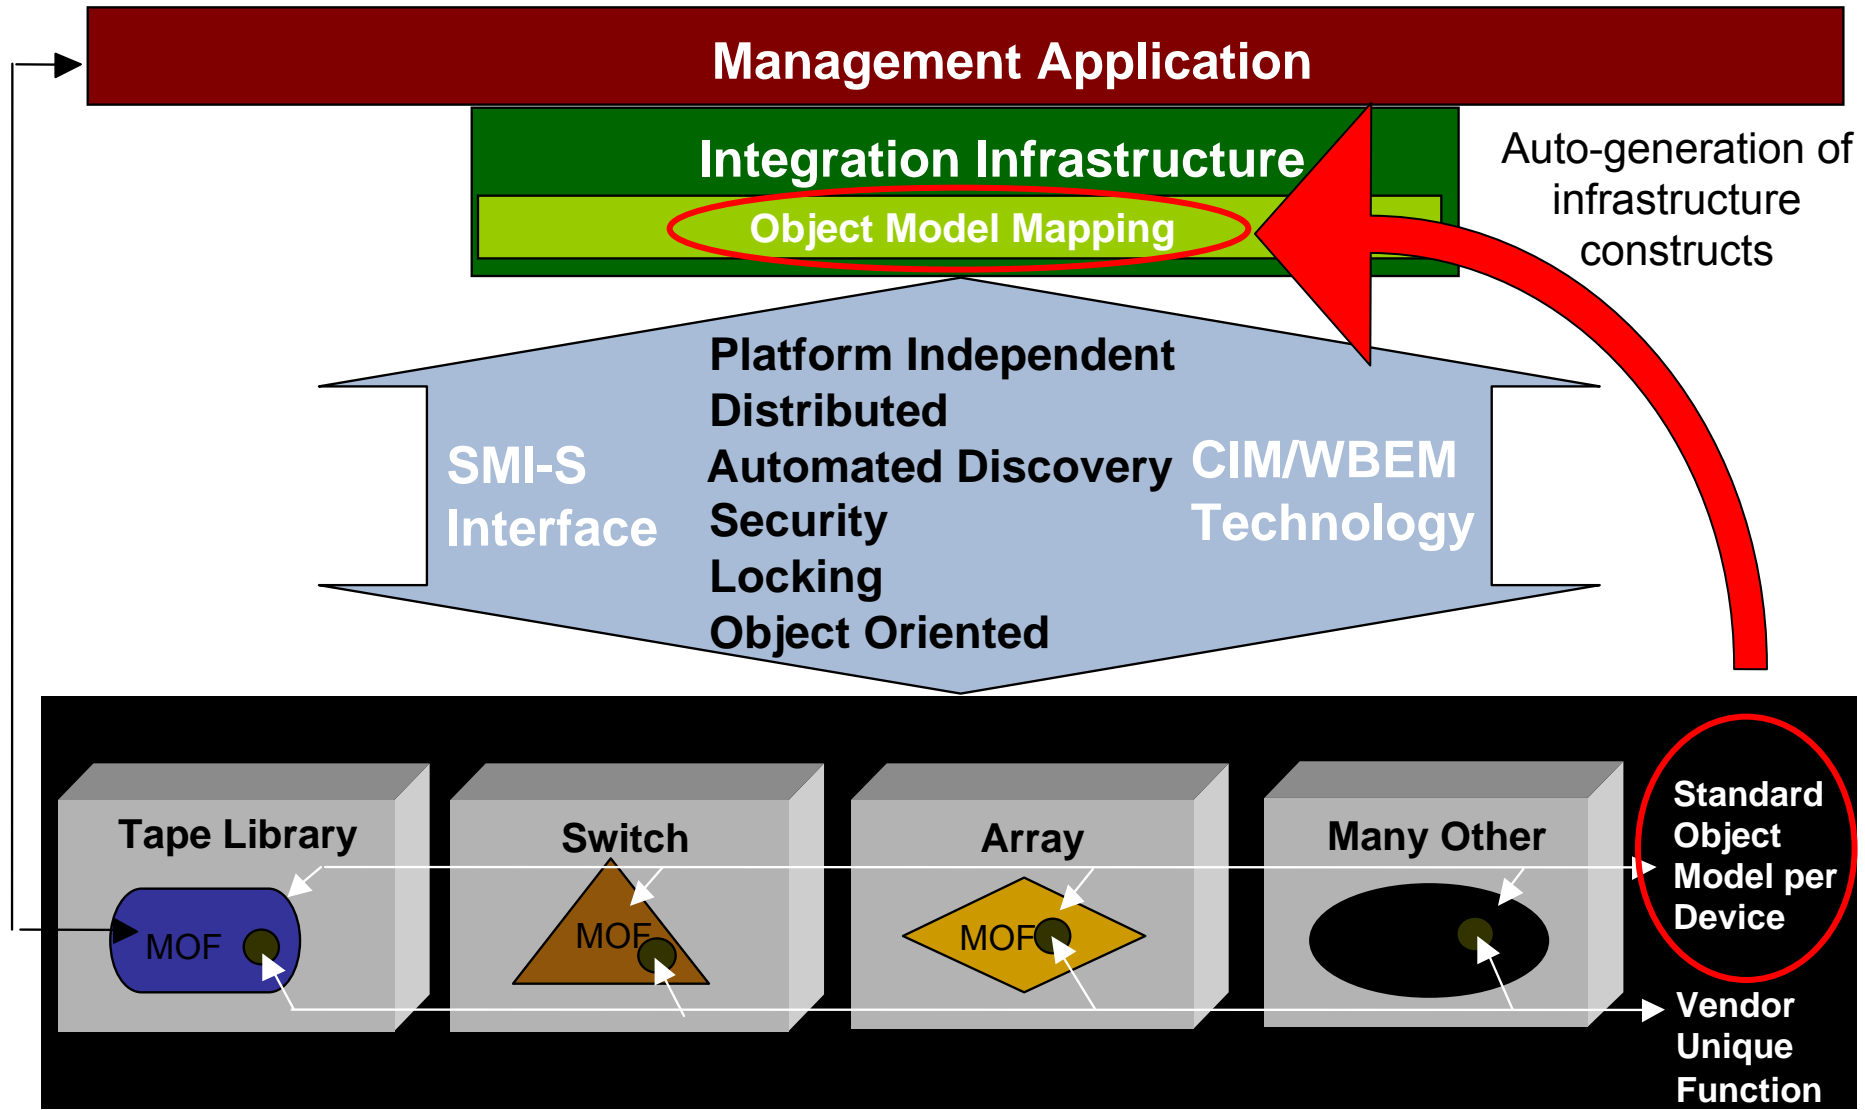 Management Application
Integration Infrastructure
Object Model Mapping
Auto-generation of
infrastructure
constructs
Platform Independent
Distributed
Automated Discovery
Security
Locking
Object Oriented
SMI-S
Interface
CIM/WBEM
Technology
Tape Library
MOF
Switch
MOF
Array
MOF
Many Other
Standard
Object
Model per
Device
Vendor
Unique
Function